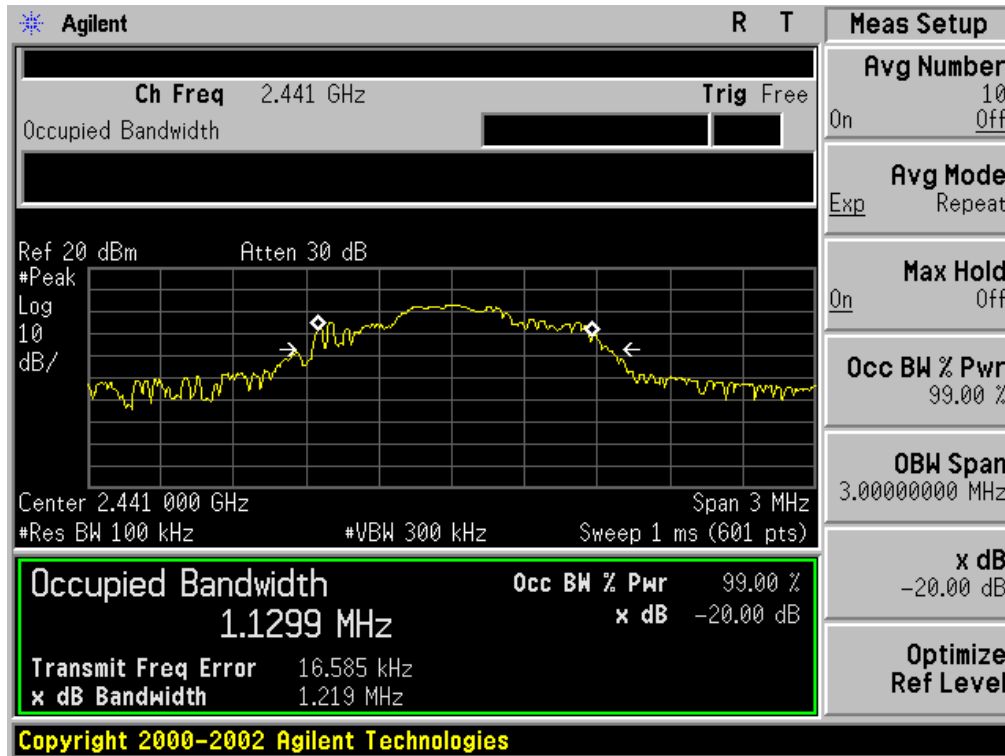 Agilent R T
Ch Freq 2.441 GHz Trig Free
Occupied Bandwidth
Ref 20 dBm Atten 30 dB
#Peak
Log
10
dB/
Center 2.441 000 GHz Span 3 MHz
#Res BW 100 kHz #VBW 300 kHz Sweep 1 ms (601 pts)
Occupied Bandwidth Occ BW % Pwr 99.00 %
1.1299 MHz x dB -20.00 dB
Transmit Freq Error 16.585 kHz
x dB Bandwidth 1.219 MHz
Meas Setup
Avg Number
10
On Off
Avg Mode
Exp Repeat
Max Hold
On Off
Occ BW % Pwr
99.00 %
OBW Span
3.00000000 MHz
x dB
-20.00 dB
Optimize
Ref Level
Copyright 2000-2002 Agilent Technologies